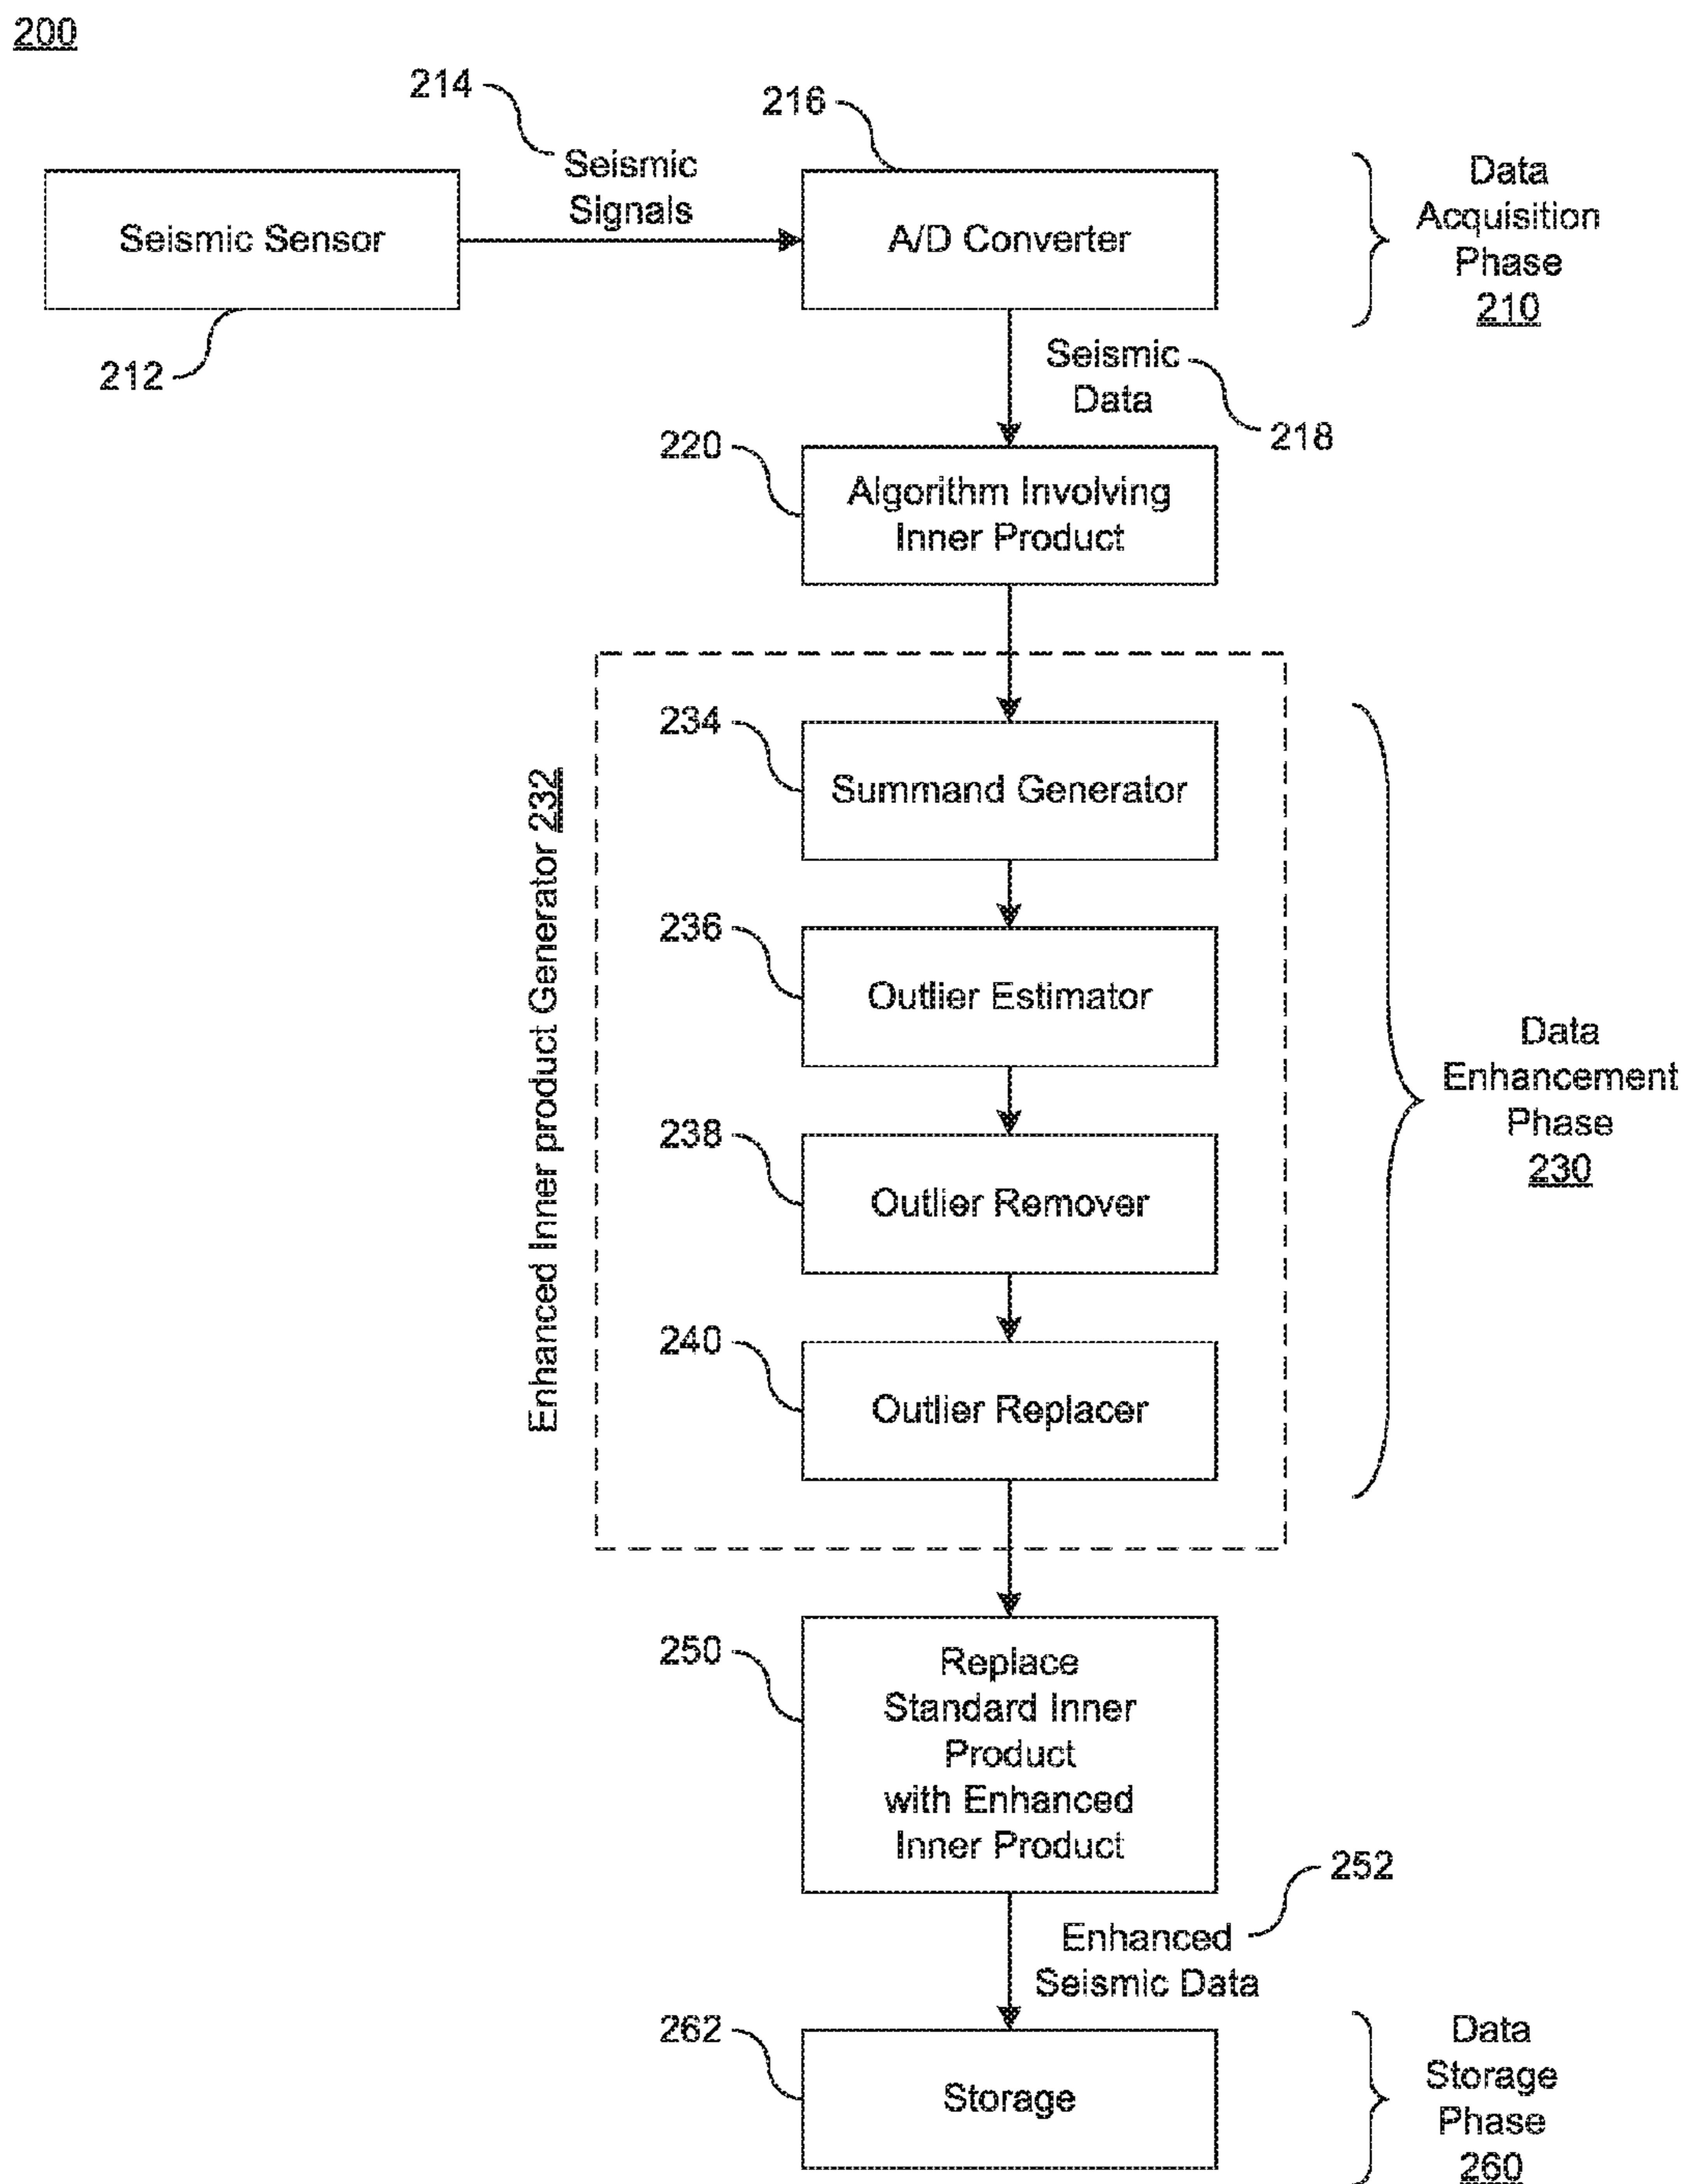 200
214
216
Seismic
Signals
Seismic Sensor
A/D Converter
Data
Acquisition
Phase
210
212
Seismic
Data
218
220
Algorithm Involving
Inner Product
Enhanced Inner product Generator 232
234
Summand Generator
236
Outlier Estimator
238
Outlier Remover
240
Outlier Replacer
Data
Enhancement
Phase
230
250
Replace
Standard Inner
Product
with Enhanced
Inner Product
252
Enhanced
Seismic Data
262
Storage
Data
Storage
Phase
260